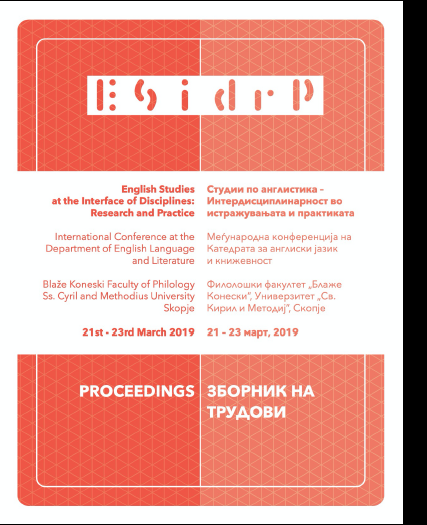 ESidrP
English Studies
at the Interface of Disciplines:
Research and Practice
International Conference at the
Department of English Language
and Literature
Blaže Koneski Faculty of Philology
Ss. Cyril and Methodius University
Skopje
21st - 23rd March 2019
PROCEEDINGS
Студии по англистика –
Интердисциплинарност во
истражувањата и практиката
Меѓународна конференција на
Катедрата за англиски јазик
и книжевност
Филолошки факултет „Блаже
Конески“, Универзитет „Св.
Кирил и Методиј“, Скопје
21 - 23 март, 2019
ЗБОРНИК НА
ТРУДОВИ